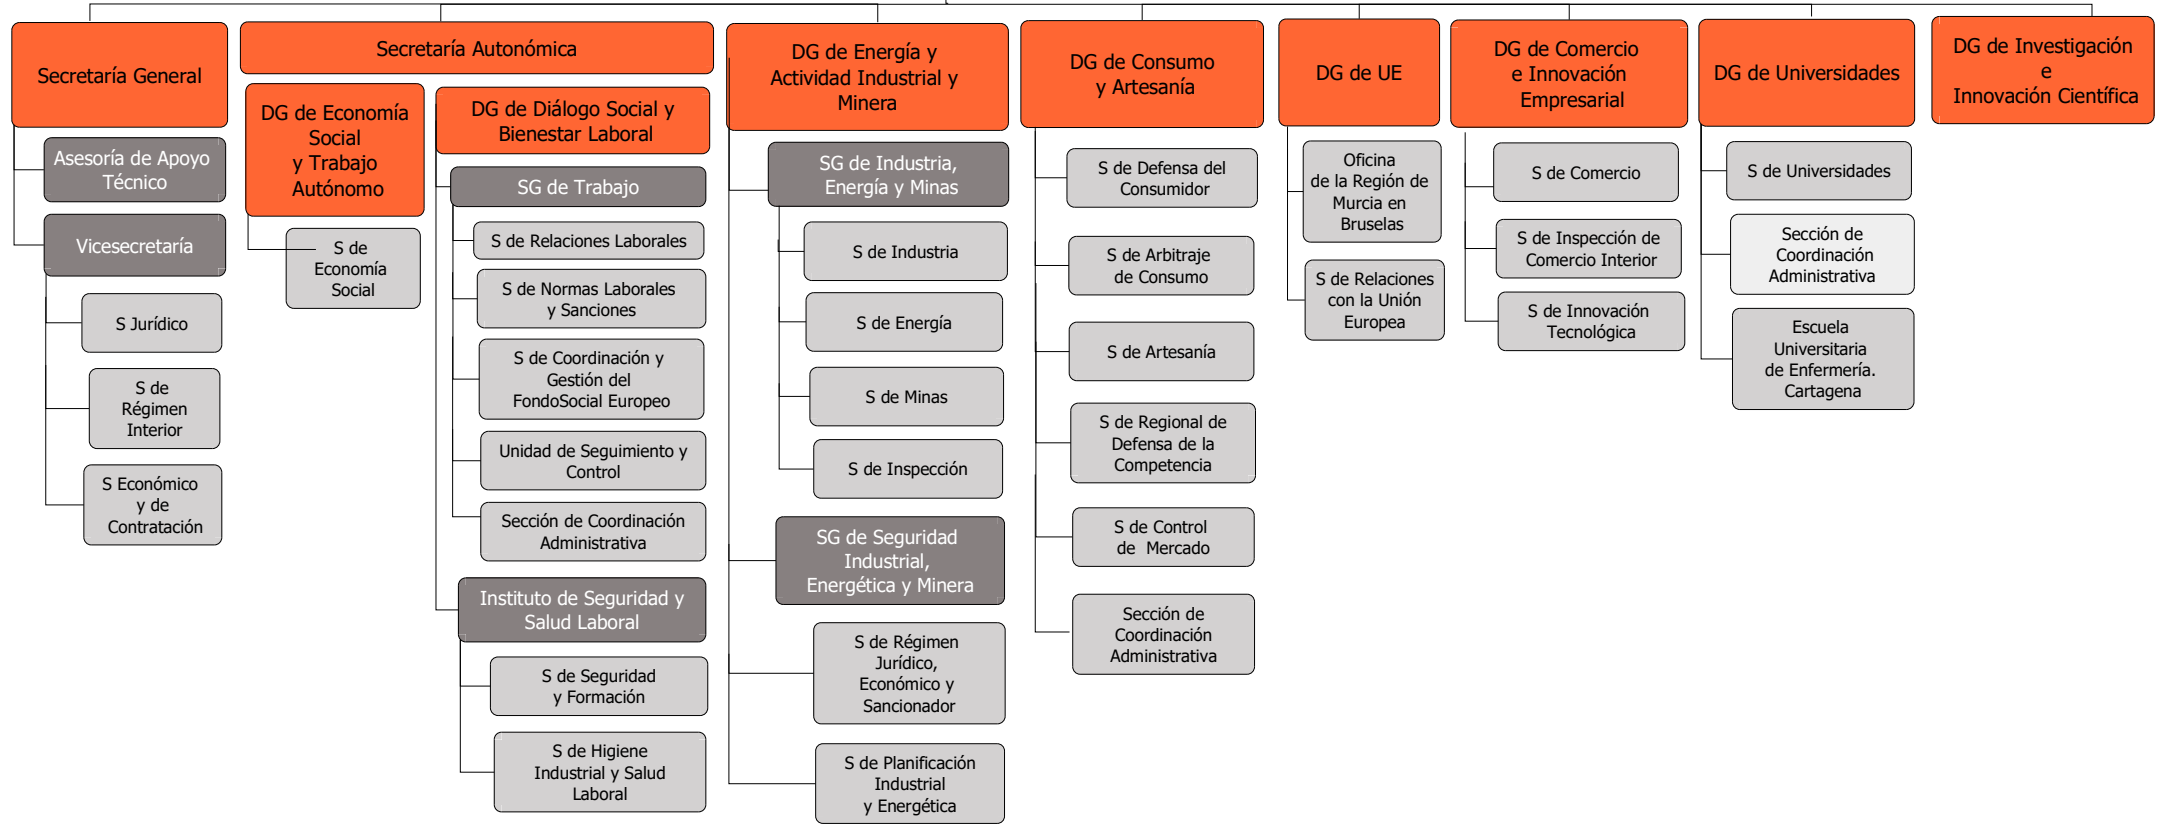 Secretaría General
Asesoría de Apoyo
Técnico
Vicesecretaría
S Jurídico
S de
Régimen
Interior
S Económico
y de
Contratación
Secretaría Autonómica
DG de Economía
Social
y Trabajo
Autónomo
S de
Economía
Social
DG de Diálogo Social y
Bienestar Laboral
SG de Trabajo
S de Relaciones Laborales
S de Normas Laborales
y Sanciones
S de Coordinación y
Gestión del
FondoSocial Europeo
Unidad de Seguimiento y
Control
Sección de Coordinación
Administrativa
Instituto de Seguridad y
Salud Laboral
S de Seguridad
y Formación
S de Higiene
Industrial y Salud
Laboral
DG de Energía y
Actividad Industrial y
Minera
SG de Industria,
Energía y Minas
S de Industria
S de Energía
S de Minas
S de Inspección
SG de Seguridad
Industrial,
Energética y Minera
S de Régimen
Jurídico,
Económico y
Sancionador
S de Planificación
Industrial
y Energética
DG de Consumo
y Artesanía
S de Defensa del
Consumidor
S de Arbitraje
de Consumo
S de Artesanía
S de Regional de
Defensa de la
Competencia
S de Control
de Mercado
Sección de
Coordinación
Administrativa
DG de UE
Oficina
de la Región de
Murcia en
Bruselas
S de Relaciones
con la Unión
Europea
DG de Comercio
e Innovación
Empresarial
S de Comercio
S de Inspección de
Comercio Interior
S de Innovación
Tecnológica
DG de Universidades
S de Universidades
Sección de
Coordinación
Administrativa
Escuela
Universitaria
de Enfermería.
Cartagena
DG de Investigación
e
Innovación Científica